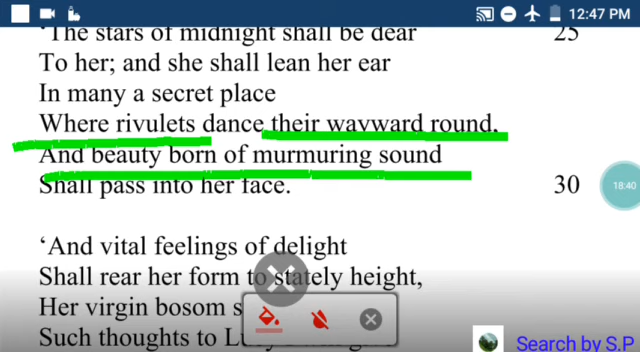 12:47 PM
‘The stars of midnight shall be dear 25
To her; and she shall lean her ear
In many a secret place
Where rivulets dance their wayward round,
And beauty born of murmuring sound
Shall pass into her face. 30
18:40
‘And vital feelings of delight
Shall rear her form to stately height,
Her virgin bosom
Such thoughts to
Search by S.P